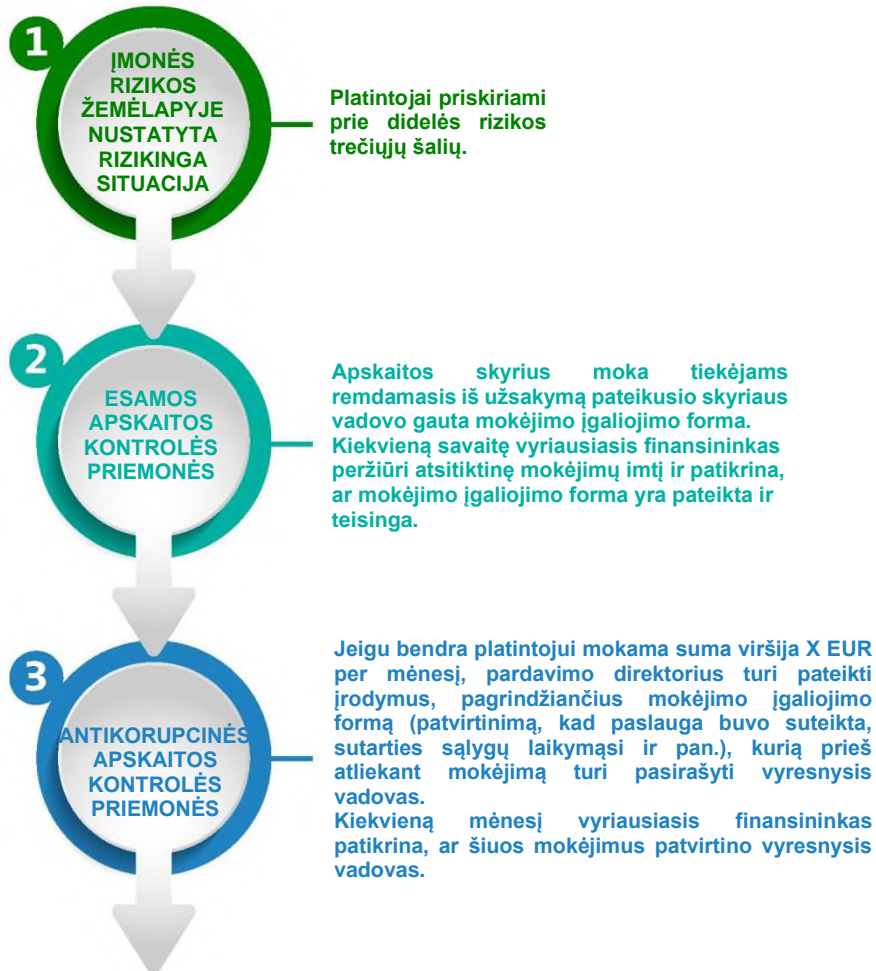 1
ĮMONĖS
RIZIKOS
ŽEMĖLAPYJE
NUSTATYTA
RIZIKINGA
SITUACIJA
Platintojai priskiriami
prie didelės rizikos
trečiųjų šalių.
2
ESAMOS
APSKAITOS
KONTROLĖS
PRIEMONĖS
Apskaitos skyrius moka tiekėjams
remdamasis iš užsakymą pateikusio skyriaus
vadovo gauta mokėjimo įgaliojimo forma.
Kiekvieną savaitę vyriausiasis finansininkas
peržiūri atsitiktinę mokėjimų imtį ir patikrina,
ar mokėjimo įgaliojimo forma yra pateikta ir
teisinga.
3
ANTIKORUPCINĖS
APSKAITOS
KONTROLĖS
PRIEMONĖS
Jeigu bendra platintojui mokama suma viršija X EUR
per mėnesį, pardavimo direktorius turi pateikti
įrodymus, pagrindžiančius mokėjimo įgaliojimo
formą (patvirtinimą, kad paslauga buvo suteikta,
sutarties sąlygų laikymąsi ir pan.), kurią prieš
atliekant mokėjimą turi pasirašyti vyresnysis
vadovas.
Kiekvieną mėnesį vyriausiasis finansininkas
patikrina, ar šiuos mokėjimus patvirtino vyresnysis
vadovas.